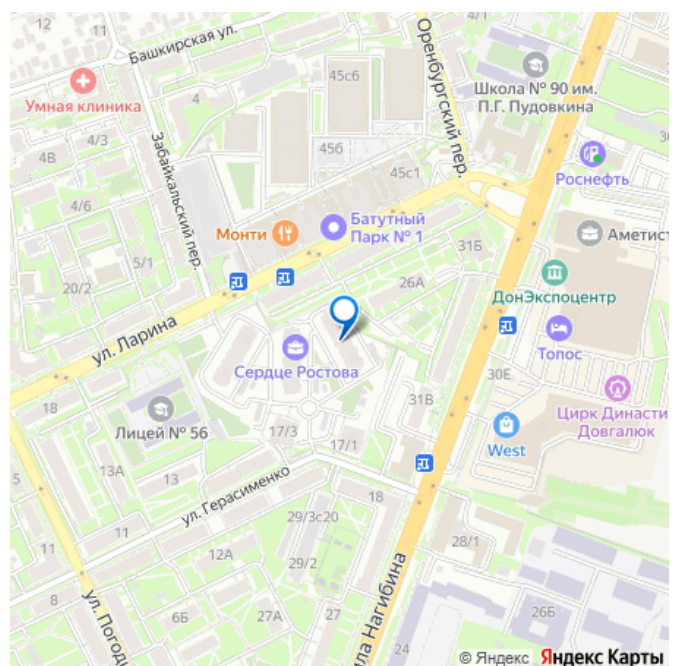 12
11
Башкирская ул.
Оренбургский пер.
4/1
45с6
Школа № 90 им.
П.Г. Пудовкина
Умная клиника
4
4/3
4В
45б
Забайкальский пер.
45с1
Роснефть
4/6
Монти
Батутный
Парк № 1
31Б
Аметист
5/1
20/2
26А
ДонЭкспоцентр
ул. Ларина
Сердце Ростова
Топос
30Е
18
Лицей № 56
31В
Цирк Династи
Довгалюк
West
17/3
17/1
13А
13
11
ул. Герасименко
18
29/3с20
28/1
11
12А
29/2
8
6Б
27А
27
26Б
24
ул. Погоди
ила Нагибина
© Яндекс Яндекс Карты